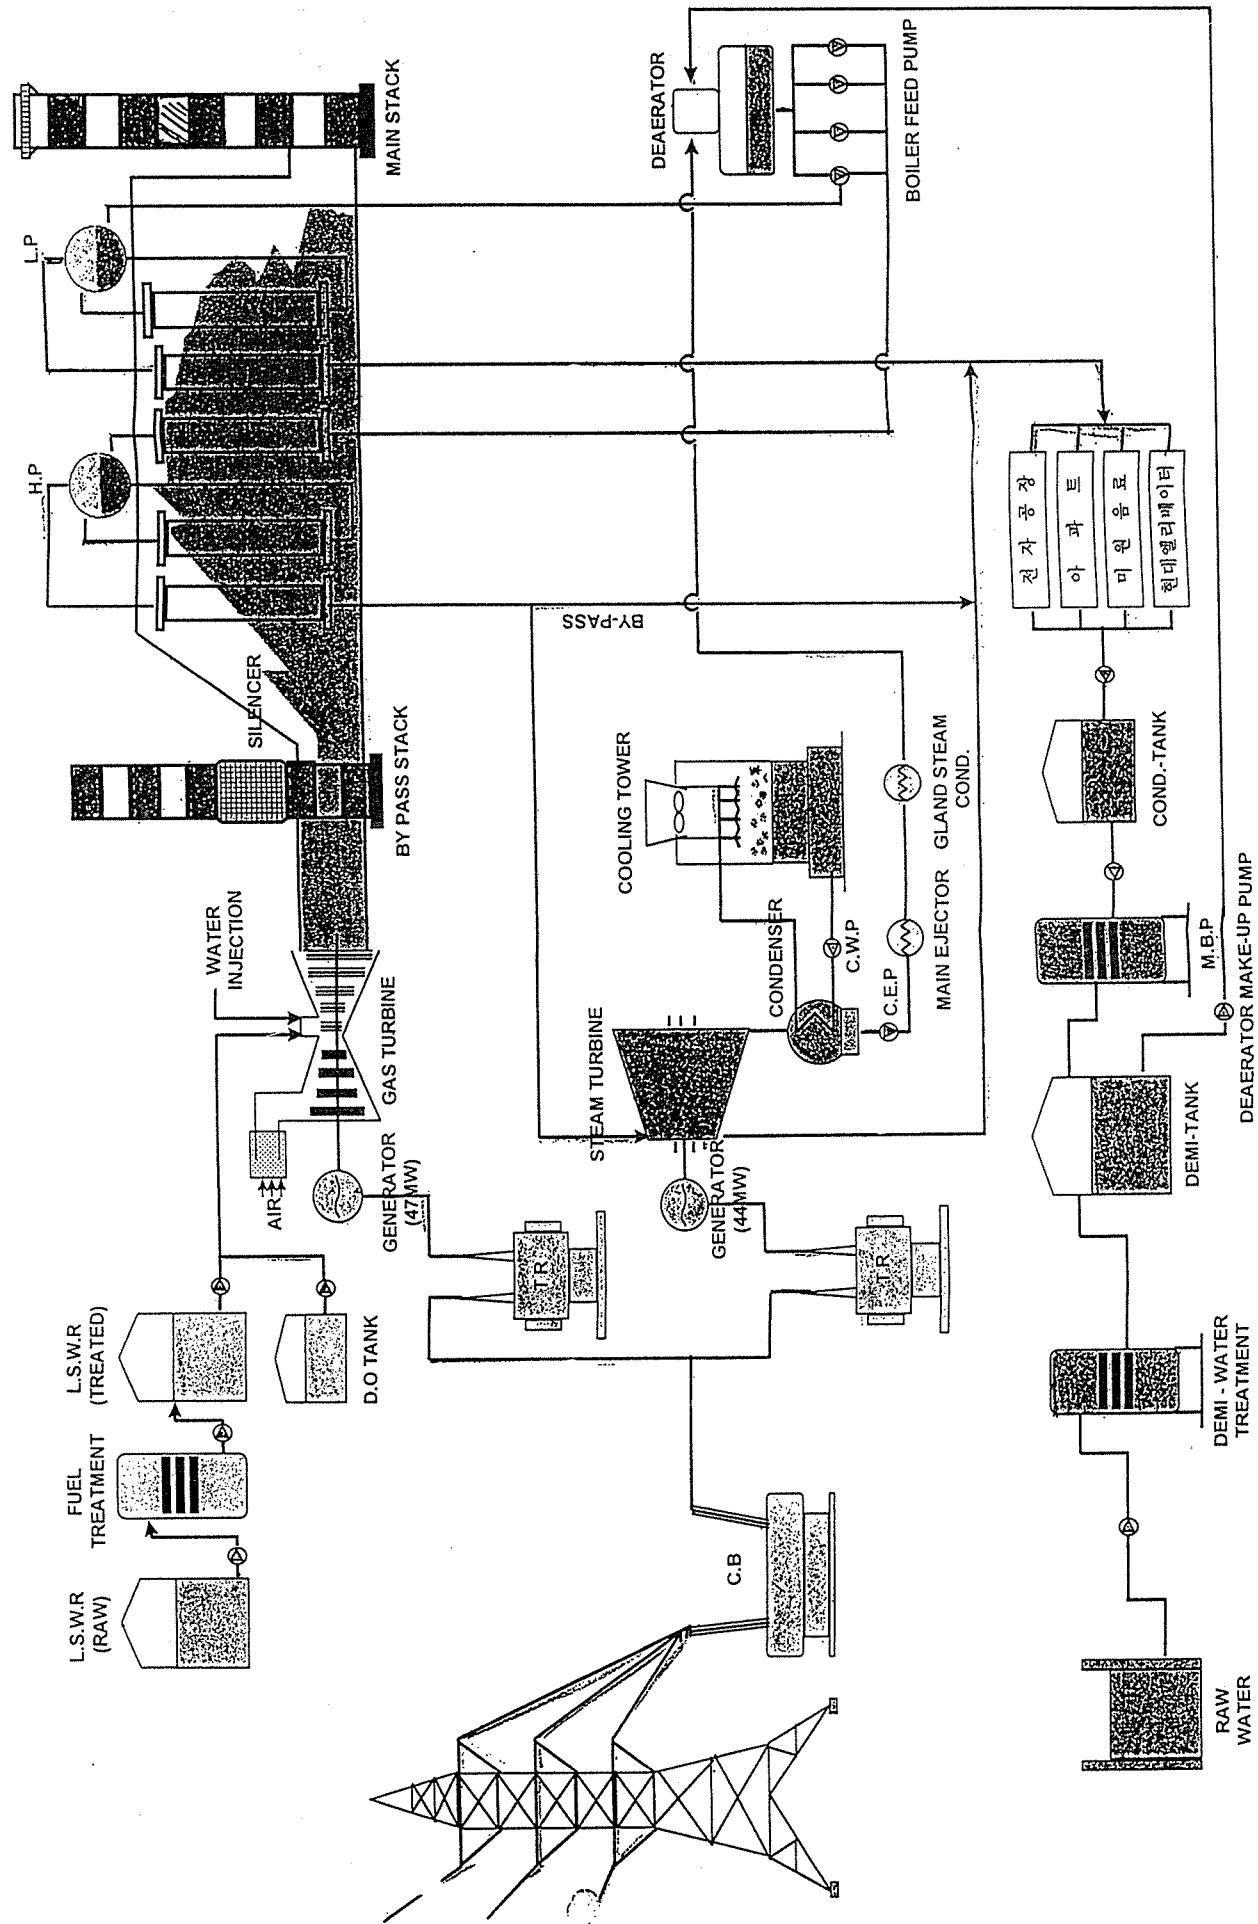 L.S.W.R
(RAW)
FUEL
TREATMENT
L.S.W.R
(TREATED)
D.O TANK
AIR
WATER
INJECTION
GAS TURBINE
GENERATOR
(47MW)
BY PASS STACK
SILENCER
H.P
L.P
MAIN STACK
T.R
C.B
STEAM TURBINE
GENERATOR
(44MW)
T.R
CONDENSER
COOLING TOWER
C.W.P
C.E.P
MAIN EJECTOR
GLAND STEAM
COND.
BY-PASS
DEAERATOR
BOILER FEED PUMP
전자공장
아파트
미원음료
현대엘리베이터
COND.-TANK
M.B.P
DEAERATOR MAKE-UP PUMP
DEMI-TANK
DEMI - WATER
TREATMENT
RAW
WATER